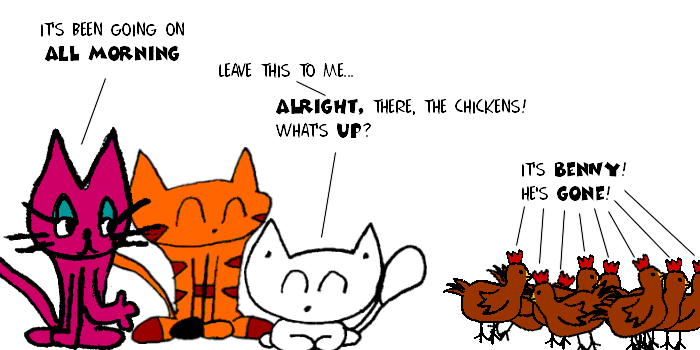 IT'S BEEN GOING ON
ALL MORNING
LEAVE THIS TO ME...
ALRIGHT, THERE, THE CHICKENS!
WHAT'S UP?
IT'S BENNY!
HE'S GONE!